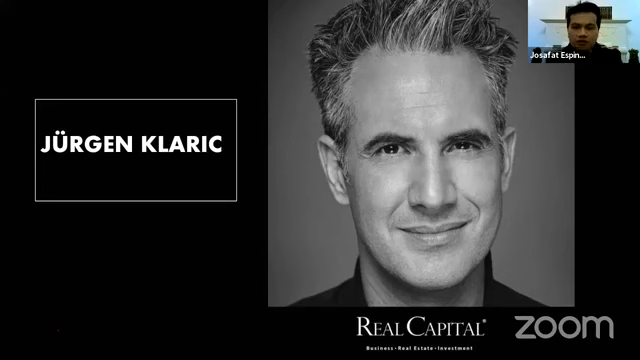 Josafat Espin...
JÜRGEN KLARIC
REAL CAPITAL®
Business • Real Estate • Investment
zoom